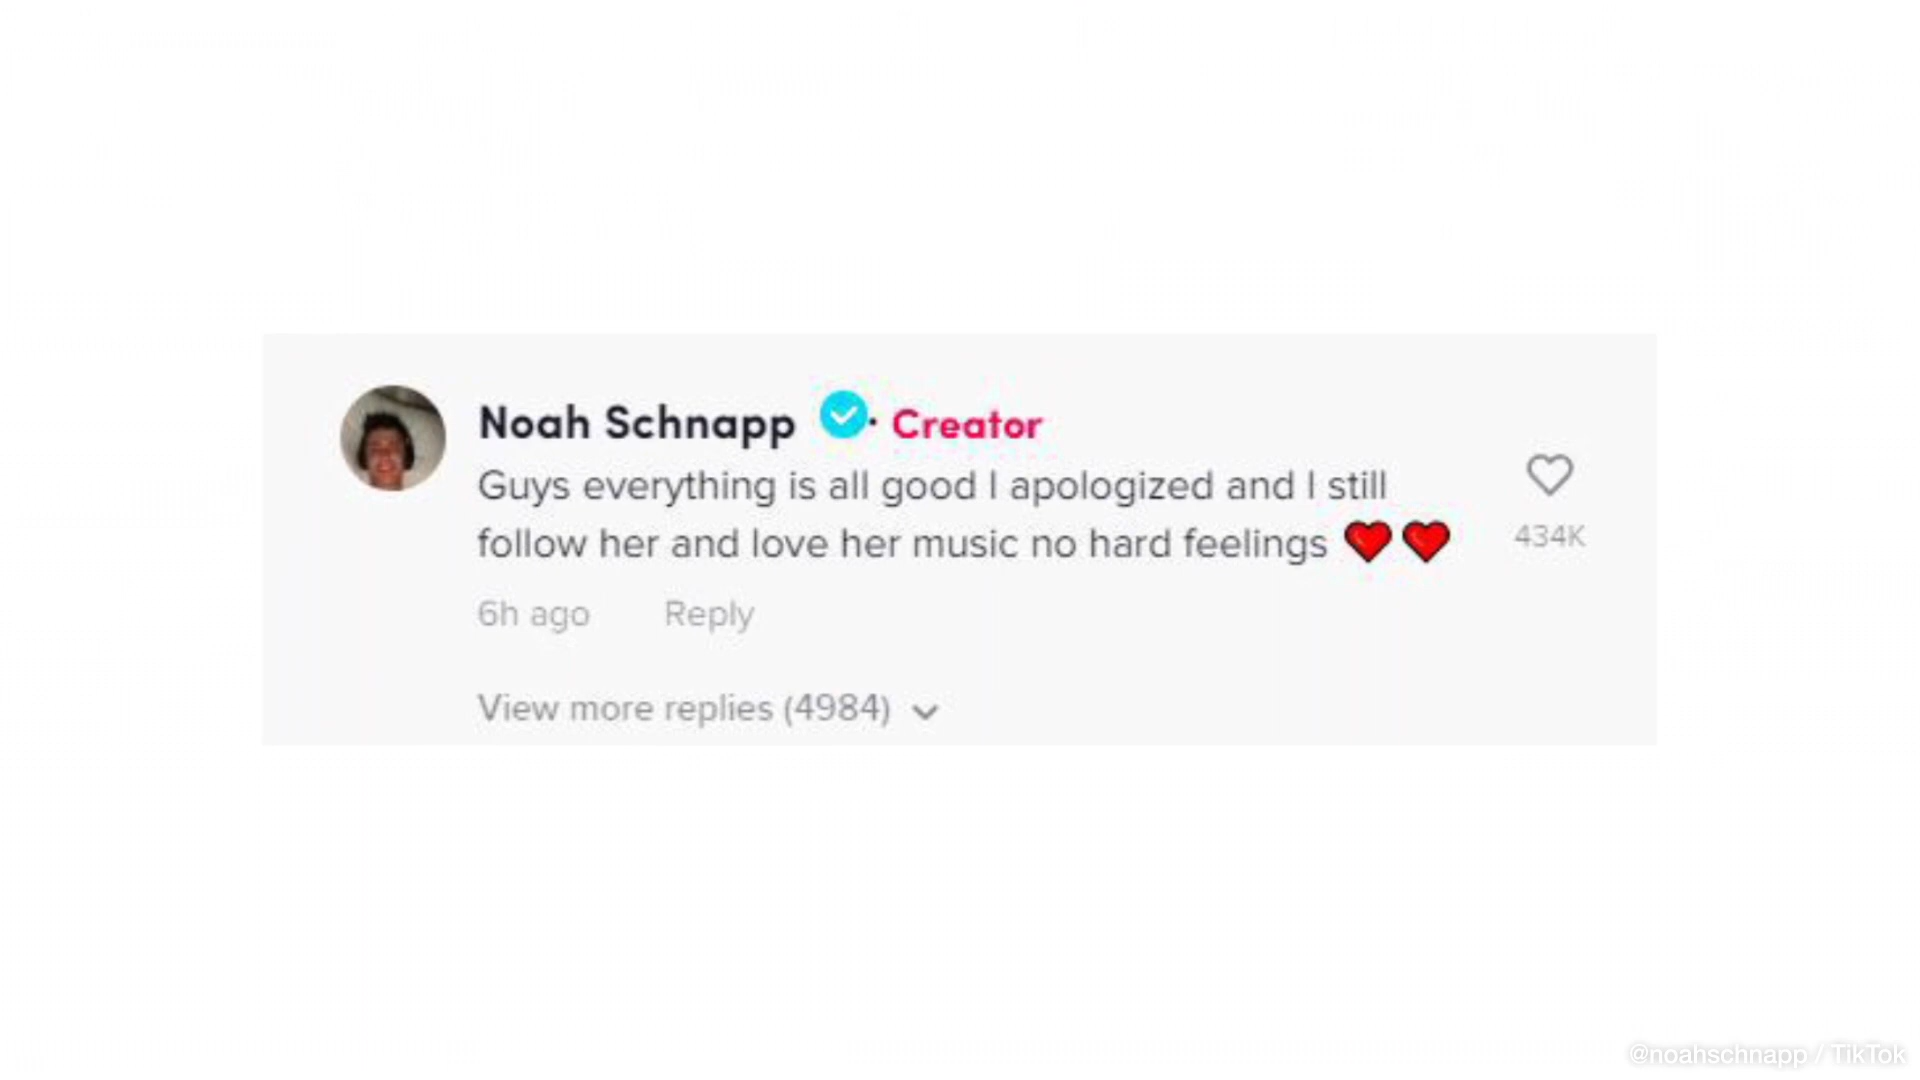 Noah Schnapp · Creator
Guys everything is all good I apologized and I still
follow her and love her music no hard feelings ❤️❤️
434K
6h ago Reply
View more replies (4984)
@noahschnapp / TikTok